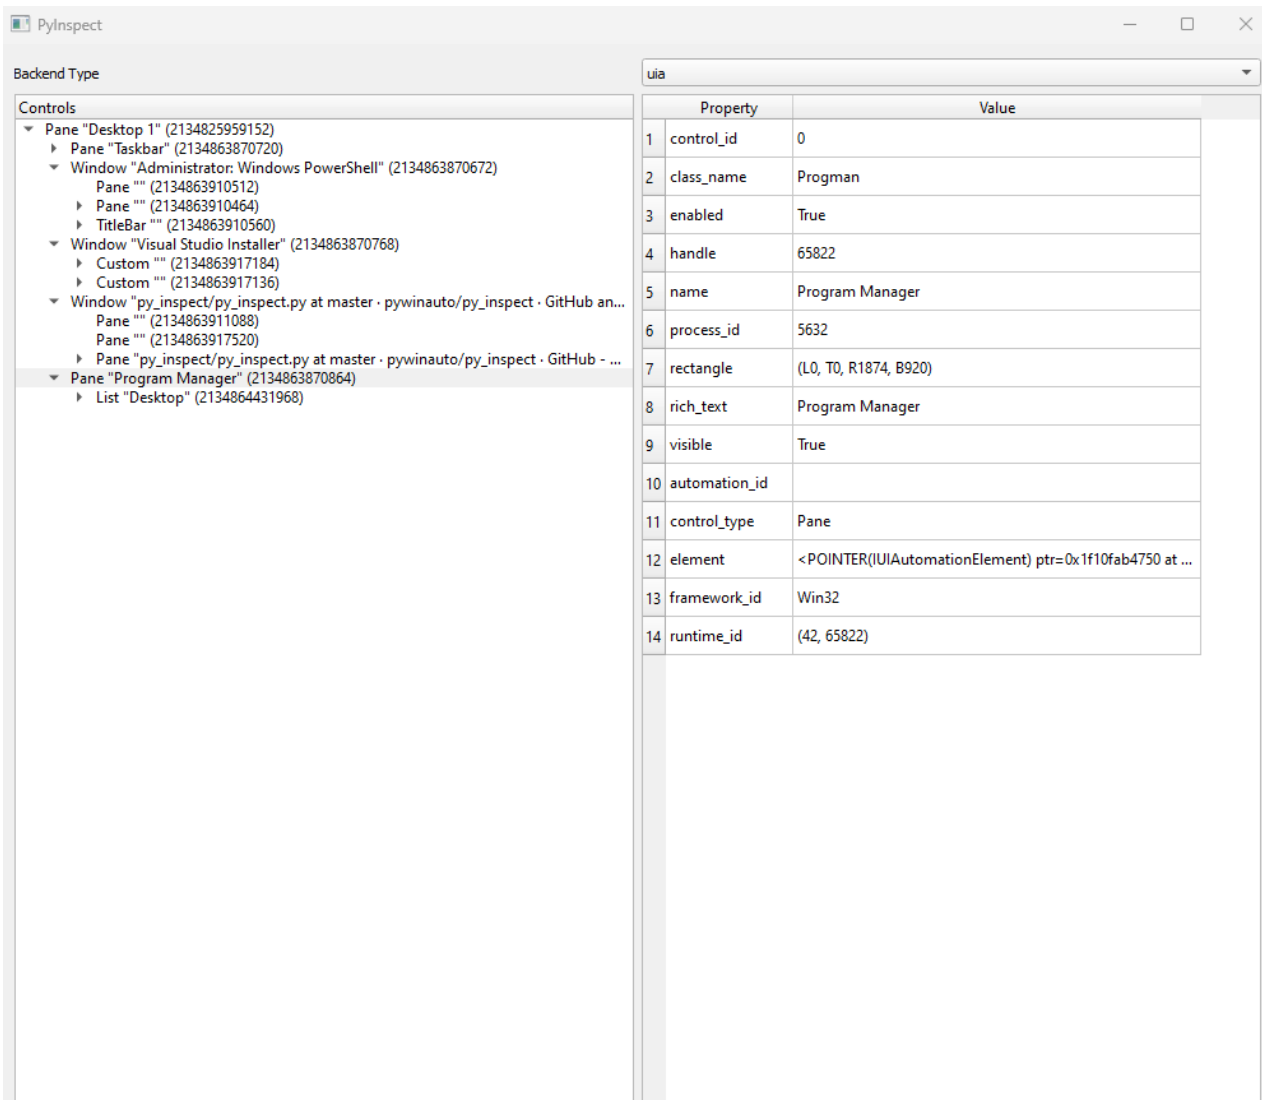 PyInspect
Backend Type
uia
Controls
Pane "Desktop 1" (2134825959152)
Pane "Taskbar" (2134863870720)
Window "Administrator: Windows PowerShell" (2134863870672)
Pane "" (2134863910512)
Pane "" (2134863910464)
TitleBar "" (2134863910560)
Window "Visual Studio Installer" (2134863870768)
Custom "" (2134863917184)
Custom "" (2134863917136)
Window "py_inspect/py_inspect.py at master · pywinauto/py_inspect · GitHub an...
Pane "" (2134863911088)
Pane "" (2134863917520)
Pane "py_inspect/py_inspect.py at master · pywinauto/py_inspect · GitHub - ...
Pane "Program Manager" (2134863870864)
List "Desktop" (2134864431968)
Property Value
1 control_id 0
2 class_name Progman
3 enabled True
4 handle 65822
5 name Program Manager
6 process_id 5632
7 rectangle (L0, T0, R1874, B920)
8 rich_text Program Manager
9 visible True
10 automation_id
11 control_type Pane
12 element <POINTER(IUIAutomationElement) ptr=0x1f10fab4750 at ...
13 framework_id Win32
14 runtime_id (42, 65822)